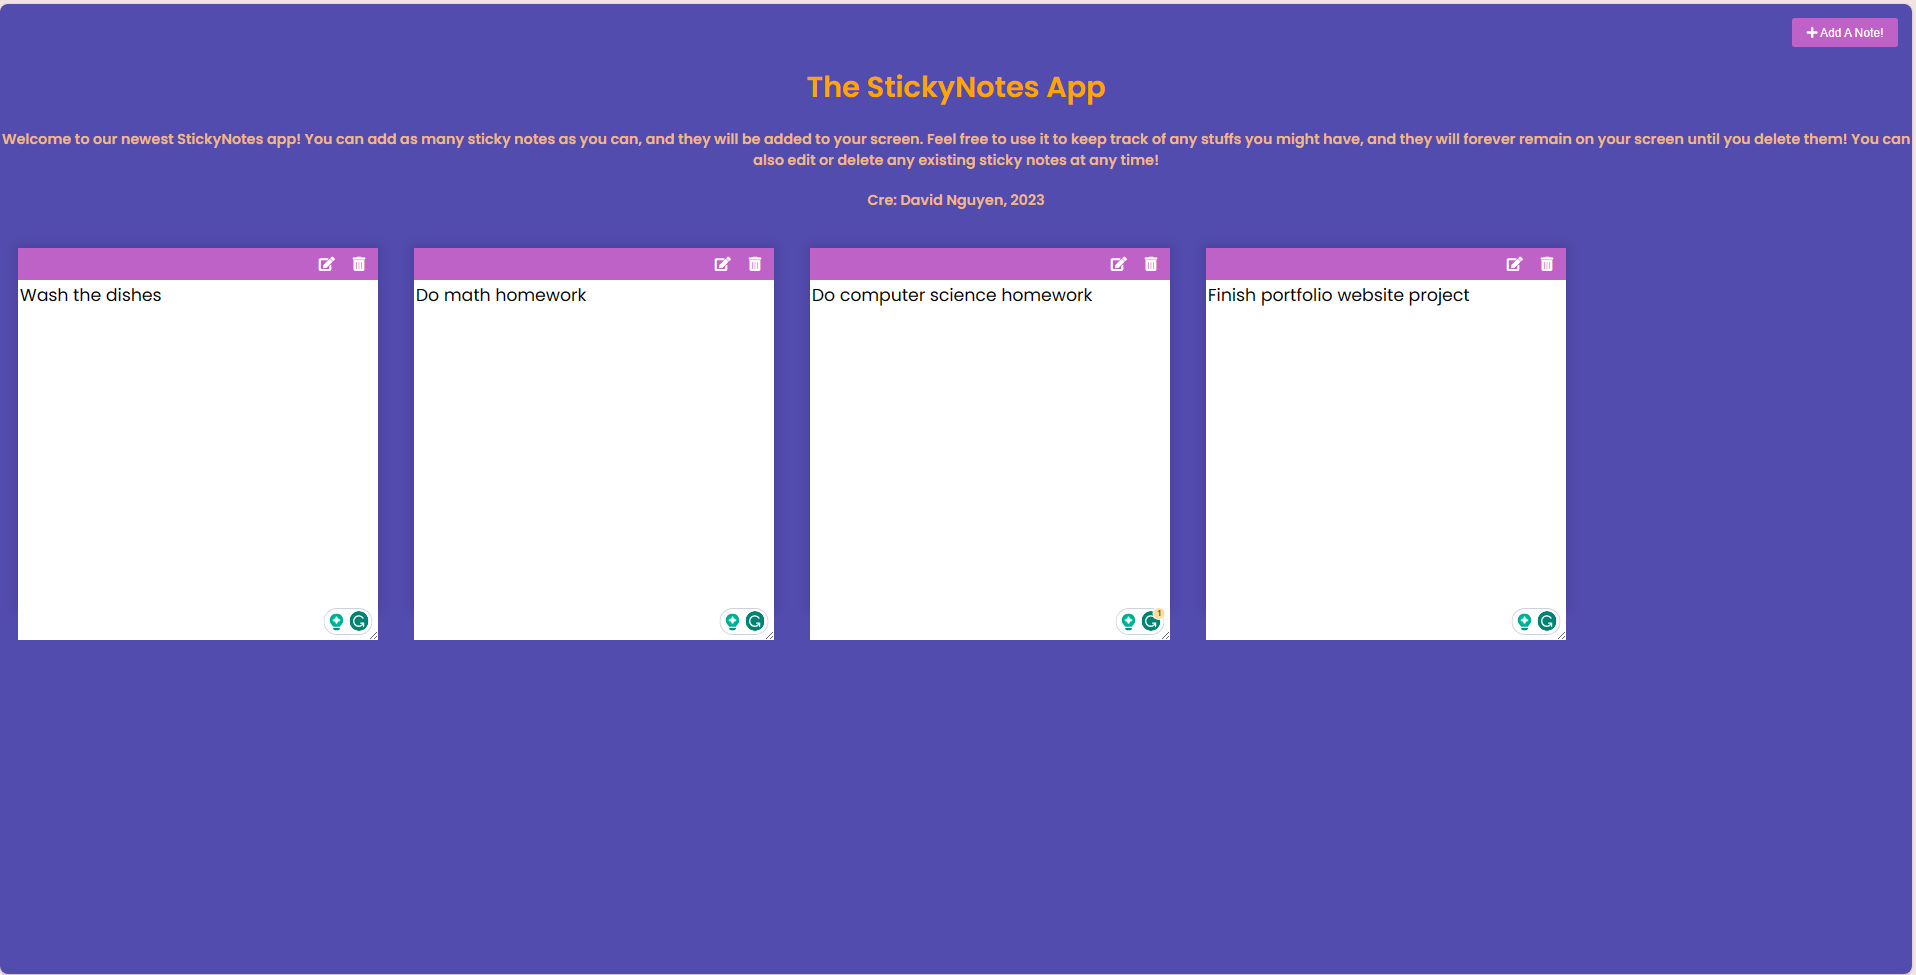 Add A Note!
The StickyNotes App
Welcome to our newest StickyNotes app! You can add as many sticky notes as you can, and they will be added to your screen. Feel free to use it to keep track of any stuffs you might have, and they will forever remain on your screen until you delete them! You can
also edit or delete any existing sticky notes at any time!
Cre: David Nguyen, 2023
Wash the dishes
Do math homework
Do computer science homework
Finish portfolio website project
1